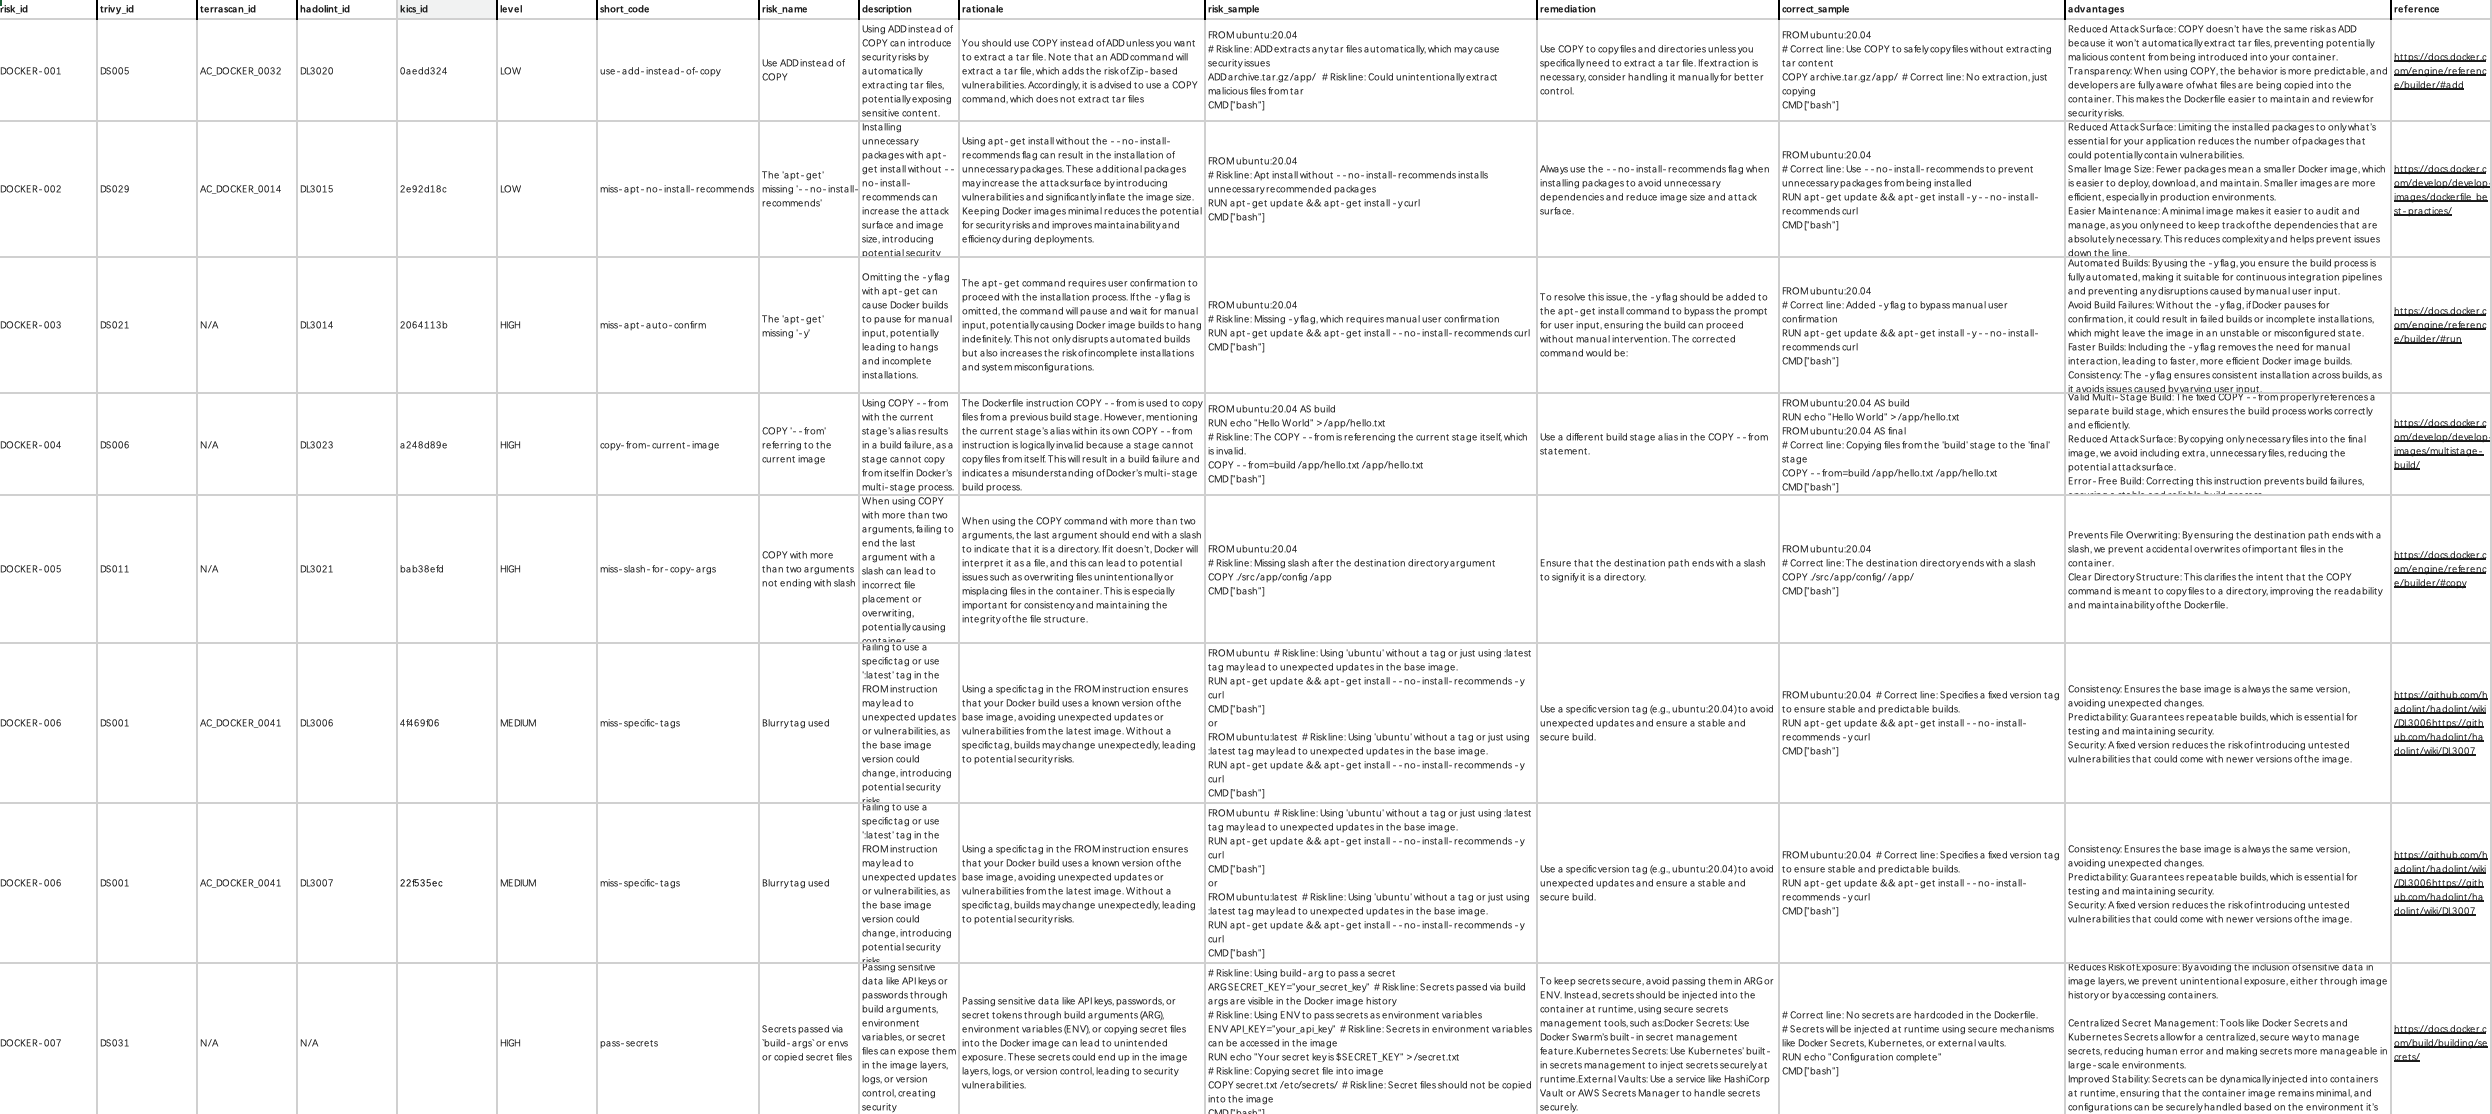 risk_id trivy_id terrascan_id hadolint_id kics_id level short_code risk_name description rationale risk_sample remediation correct_sample advantages reference
DOCKER-001
DS005
AC_DOCKER_0032
DL3020
0aedd324
LOW
use-add-instead-of-copy
Use ADD instead of
COPY
Using ADD instead of
COPY can introduce
security risks by
automatically
extracting tar files,
potentially exposing
sensitive content.
You should use COPY instead of ADD unless you want
to extract a tar file. Note that an ADD command will
extract a tar file, which adds the risk of Zip-based
vulnerabilities. Accordingly, it is advised to use a COPY
command, which does not extract tar files
FROM ubuntu:20.04
# Risk line: ADD extracts any tar files automatically, which may cause
security issues
ADD archive.tar.gz /app/ # Risk line: Could unintentionally extract
malicious files from tar
CMD ["bash"]
Use COPY to copy files and directories unless you
specifically need to extract a tar file. If extraction is
necessary, consider handling it manually for better
control.
FROM ubuntu:20.04
# Correct line: Use COPY to safely copy files without extracting
tar content
COPY archive.tar.gz /app/ # Correct line: No extraction, just
copying
CMD ["bash"]
Reduced Attack Surface: COPY doesn't have the same risk as ADD
because it won't automatically extract tar files, preventing potentially
malicious content from being introduced into your container.
Transparency: When using COPY, the behavior is more predictable, and
developers are fully aware of what files are being copied into the
container. This makes the Dockerfile easier to maintain and review for
security risks.
https://docs.docker.c
om/engine/referenc
e/builder/#add
DOCKER-002
DS029
AC_DOCKER_0014
DL3015
2e92d18c
LOW
miss-apt-no-install-recommends
The 'apt-get'
missing '--no-install-
recommends'
Installing
unnecessary
packages with apt-
get install without --
no-install-
recommends can
increase the attack
surface and image
size, introducing
potential security
Using apt-get install without the --no-install-
recommends flag can result in the installation of
unnecessary packages. These additional packages
may increase the attack surface by introducing
vulnerabilities and significantly inflate the image size.
Keeping Docker images minimal reduces the potential
for security risks and improves maintainability and
efficiency during deployments.
FROM ubuntu:20.04
# Risk line: Apt install without --no-install-recommends installs
unnecessary recommended packages
RUN apt-get update && apt-get install -y curl
CMD ["bash"]
Always use the --no-install-recommends flag when
installing packages to avoid unnecessary
dependencies and reduce image size and attack
surface.
FROM ubuntu:20.04
# Correct line: Use --no-install-recommends to prevent
unnecessary packages from being installed
RUN apt-get update && apt-get install -y --no-install-
recommends curl
CMD ["bash"]
Reduced Attack Surface: Limiting the installed packages to only what's
essential for your application reduces the number of packages that
could potentially contain vulnerabilities.
Smaller Image Size: Fewer packages mean a smaller Docker image, which
is easier to deploy, download, and maintain. Smaller images are more
efficient, especially in production environments.
Easier Maintenance: A minimal image makes it easier to audit and
manage, as you only need to keep track of the dependencies that are
absolutely necessary. This reduces complexity and helps prevent issues
down the line.
https://docs.docker.c
om/develop/develop-
images/dockerfile_be
st-practices/
DOCKER-003
DS021
N/A
DL3014
2064113b
HIGH
miss-apt-auto-confirm
The 'apt-get'
missing '-y'
Omitting the -y flag
with apt-get can
cause Docker builds
to pause for manual
input, potentially
leading to hangs
and incomplete
installations.
The apt-get command requires user confirmation to
proceed with the installation process. If the -y flag is
omitted, the command will pause and wait for manual
input, potentially causing Docker image builds to hang
indefinitely. This not only disrupts automated builds
but also increases the risk of incomplete installations
and system misconfigurations.
FROM ubuntu:20.04
# Risk line: Missing -y flag, which requires manual user confirmation
RUN apt-get update && apt-get install --no-install-recommends curl
CMD ["bash"]
To resolve this issue, the -y flag should be added to
the apt-get install command to bypass the prompt
for user input, ensuring the build can proceed
without manual intervention. The corrected
command would be:
FROM ubuntu:20.04
# Correct line: Added -y flag to bypass manual user
confirmation
RUN apt-get update && apt-get install -y --no-install-
recommends curl
CMD ["bash"]
Automated Builds: By using the -y flag, you ensure the build process is
fully automated, making it suitable for continuous integration pipelines
and preventing any disruptions caused by manual user input.
Avoid Build Failures: Without the -y flag, if Docker pauses for
confirmation, it could result in failed builds or incomplete installations,
which might leave the image in an unstable or misconfigured state.
Faster Builds: Including the -y flag removes the need for manual
interaction, leading to faster, more efficient Docker image builds.
Consistency: The -y flag ensures consistent installation across builds, as
it avoids issues caused by varying user input.
https://docs.docker.c
om/engine/referenc
e/builder/#run
DOCKER-004
DS006
N/A
DL3023
a248d89e
HIGH
copy-from-current-image
COPY '--from'
referring to the
current image
Using COPY --from
with the current
stage's alias results
in a build failure, as a
stage cannot copy
from itself in Docker's
multi-stage process.
The Dockerfile instruction COPY --from is used to copy
files from a previous build stage. However, mentioning
the current stage's alias within its own COPY --from
instruction is logically invalid because a stage cannot
copy files from itself. This will result in a build failure and
indicates a misunderstanding of Docker's multi-stage
build process.
FROM ubuntu:20.04 AS build
RUN echo "Hello World" > /app/hello.txt
# Risk line: The COPY --from is referencing the current stage itself, which
is invalid.
COPY --from=build /app/hello.txt /app/hello.txt
CMD ["bash"]
Use a different build stage alias in the COPY --from
statement.
FROM ubuntu:20.04 AS build
RUN echo "Hello World" > /app/hello.txt
FROM ubuntu:20.04 AS final
# Correct line: Copying files from the 'build' stage to the 'final'
stage
COPY --from=build /app/hello.txt /app/hello.txt
CMD ["bash"]
Valid Multi-Stage Build: The fixed COPY --from properly references a
separate build stage, which ensures the build process works correctly
and efficiently.
Reduced Attack Surface: By copying only necessary files into the final
image, we avoid including extra, unnecessary files, reducing the
potential attack surface.
Error-Free Build: Correcting this instruction prevents build failures,
https://docs.docker.c
om/develop/develop-
images/multistage-
build/
DOCKER-005
DS011
N/A
DL3021
bab38efd
HIGH
miss-slash-for-copy-args
COPY with more
than two arguments
not ending with slash
When using COPY
with more than two
arguments, failing to
end the last
argument with a
slash can lead to
incorrect file
placement or
overwriting,
potentially causing
container
When using the COPY command with more than two
arguments, the last argument should end with a slash
to indicate that it is a directory. If it doesn't, Docker will
interpret it as a file, and this can lead to potential
issues such as overwriting files unintentionally or
misplacing files in the container. This is especially
important for consistency and maintaining the
integrity of the file structure.
FROM ubuntu:20.04
# Risk line: Missing slash after the destination directory argument
COPY ./src /app/config /app
CMD ["bash"]
Ensure that the destination path ends with a slash
to signify it is a directory.
FROM ubuntu:20.04
# Correct line: The destination directory ends with a slash
COPY ./src /app/config/ /app/
CMD ["bash"]
Prevents File Overwriting: By ensuring the destination path ends with a
slash, we prevent accidental overwrites of important files in the
container.
Clear Directory Structure: This clarifies the intent that the COPY
command is meant to copy files to a directory, improving the readability
and maintainability of the Dockerfile.
https://docs.docker.c
om/engine/referenc
e/builder/#copy
DOCKER-006
DS001
AC_DOCKER_0041
DL3006
4f469f06
MEDIUM
miss-specific-tags
Blurry tag used
Failing to use a
specific tag or use
':latest' tag in the
FROM instruction
may lead to
unexpected updates
or vulnerabilities, as
the base image
version could
change, introducing
potential security
risks.
Using a specific tag in the FROM instruction ensures
that your Docker build uses a known version of the
base image, avoiding unexpected updates or
vulnerabilities from the latest image. Without a
specific tag, builds may change unexpectedly, leading
to potential security risks.
FROM ubuntu # Risk line: Using 'ubuntu' without a tag or just using :latest
tag may lead to unexpected updates in the base image.
RUN apt-get update && apt-get install --no-install-recommends -y
curl
CMD ["bash"]
or
FROM ubuntu:latest # Risk line: Using 'ubuntu' without a tag or just using
:latest tag may lead to unexpected updates in the base image.
RUN apt-get update && apt-get install --no-install-recommends -y
curl
CMD ["bash"]
Use a specific version tag (e.g., ubuntu:20.04) to avoid
unexpected updates and ensure a stable and
secure build.
FROM ubuntu:20.04 # Correct line: Specifies a fixed version tag
to ensure stable and predictable builds.
RUN apt-get update && apt-get install --no-install-
recommends -y curl
CMD ["bash"]
Consistency: Ensures the base image is always the same version,
avoiding unexpected changes.
Predictability: Guarantees repeatable builds, which is essential for
testing and maintaining security.
Security: A fixed version reduces the risk of introducing untested
vulnerabilities that could come with newer versions of the image.
https://github.com/h
adolint/hadolint/wiki
/DL3006https://gith
ub.com/hadolint/ha
dolint/wiki/DL3007
DOCKER-006
DS001
AC_DOCKER_0041
DL3007
22f535ec
MEDIUM
miss-specific-tags
Blurry tag used
Failing to use a
specific tag or use
':latest' tag in the
FROM instruction
may lead to
unexpected updates
or vulnerabilities, as
the base image
version could
change, introducing
potential security
risks.
Using a specific tag in the FROM instruction ensures
that your Docker build uses a known version of the
base image, avoiding unexpected updates or
vulnerabilities from the latest image. Without a
specific tag, builds may change unexpectedly, leading
to potential security risks.
FROM ubuntu # Risk line: Using 'ubuntu' without a tag or just using :latest
tag may lead to unexpected updates in the base image.
RUN apt-get update && apt-get install --no-install-recommends -y
curl
CMD ["bash"]
or
FROM ubuntu:latest # Risk line: Using 'ubuntu' without a tag or just using
:latest tag may lead to unexpected updates in the base image.
RUN apt-get update && apt-get install --no-install-recommends -y
curl
CMD ["bash"]
Use a specific version tag (e.g., ubuntu:20.04) to avoid
unexpected updates and ensure a stable and
secure build.
FROM ubuntu:20.04 # Correct line: Specifies a fixed version tag
to ensure stable and predictable builds.
RUN apt-get update && apt-get install --no-install-
recommends -y curl
CMD ["bash"]
Consistency: Ensures the base image is always the same version,
avoiding unexpected changes.
Predictability: Guarantees repeatable builds, which is essential for
testing and maintaining security.
Security: A fixed version reduces the risk of introducing untested
vulnerabilities that could come with newer versions of the image.
https://github.com/h
adolint/hadolint/wiki
/DL3006https://gith
ub.com/hadolint/ha
dolint/wiki/DL3007
DOCKER-007
DS031
N/A
N/A
HIGH
pass-secrets
Secrets passed via
`build-args` or envs
or copied secret files
Passing sensitive
data like API keys or
passwords through
build arguments,
environment
variables, or secret
files can expose them
in the image layers,
logs, or version
control, creating
security
Passing sensitive data like API keys, passwords, or
secret tokens through build arguments (ARG),
environment variables (ENV), or copying secret files
into the Docker image can lead to unintended
exposure. These secrets could end up in the image
layers, logs, or version control, leading to security
vulnerabilities.
# Risk line: Using build-arg to pass a secret
ARG SECRET_KEY="your_secret_key" # Risk line: Secrets passed via build
args are visible in the Docker image history
# Risk line: Using ENV to pass secrets as environment variables
ENV API_KEY="your_api_key" # Risk line: Secrets in environment variables
can be accessed in the image
RUN echo "Your secret key is $SECRET_KEY" > /secret.txt
# Risk line: Copying secret file into image
COPY secret.txt /etc/secrets/ # Risk line: Secret files should not be copied
into the image
CMD ["bash"]
To keep secrets secure, avoid passing them in ARG or
ENV. Instead, secrets should be injected into the
container at runtime, using secure secrets
management tools, such as:Docker Secrets: Use
Docker Swarm's built-in secret management
feature.Kubernetes Secrets: Use Kubernetes' built-
in secrets management to inject secrets securely at
runtime.External Vaults: Use a service like HashiCorp
Vault or AWS Secrets Manager to handle secrets
securely.
# Correct line: No secrets are hardcoded in the Dockerfile.
# Secrets will be injected at runtime using secure mechanisms
like Docker Secrets, Kubernetes, or external vaults.
RUN echo "Configuration complete"
CMD ["bash"]
Reduces Risk of Exposure: By avoiding the inclusion of sensitive data in
image layers, we prevent unintentional exposure, either through image
history or by accessing containers.
Centralized Secret Management: Tools like Docker Secrets and
Kubernetes Secrets allow for a centralized, secure way to manage
secrets, reducing human error and making secrets more manageable in
large-scale environments.
Improved Stability: Secrets can be dynamically injected into containers
at runtime, ensuring that the container image remains minimal, and
configurations can be securely handled based on the environment it's
https://docs.docker.c
om/build/building/se
crets/